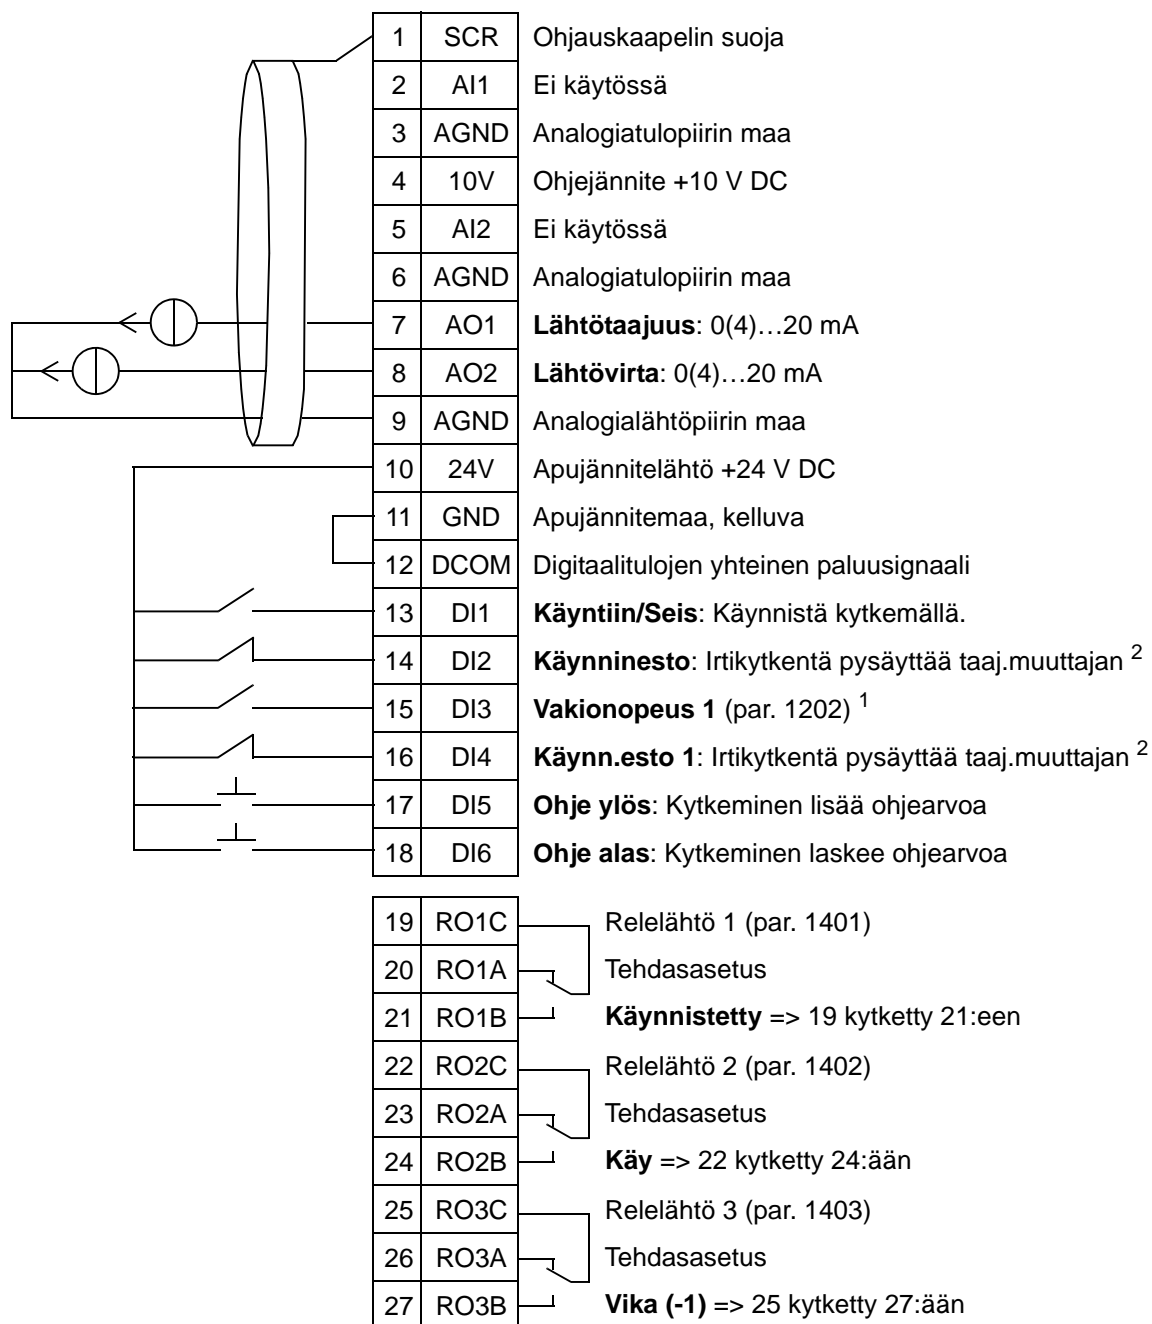 1 SCR Ohjauskaapelin suoja
2 AI1 Ei käytössä
3 AGND Analogiatulopiirin maa
4 10V Ohjejännite +10 V DC
5 AI2 Ei käytössä
6 AGND Analogiatulopiirin maa
7 AO1 Lähtötaajuus: 0(4)…20 mA
8 AO2 Lähtövirta: 0(4)…20 mA
9 AGND Analogialähtöpiirin maa
10 24V Apujännitelähtö +24 V DC
11 GND Apujännitemaa, kelluva
12 DCOM Digitaalitulojen yhteinen paluusignaali
13 DI1 Käyntiin/Seis: Käynnistä kytkemällä.
14 DI2 Käynninesto: Irtikytkentä pysäyttää taaj.muuttajan 2
15 DI3 Vakionopeus 1 (par. 1202) 1
16 DI4 Käynn.esto 1: Irtikytkentä pysäyttää taaj.muuttajan 2
17 DI5 Ohje ylös: Kytkeminen lisää ohjearvoa
18 DI6 Ohje alas: Kytkeminen laskee ohjearvoa
19 RO1C Relelähtö 1 (par. 1401)
20 RO1A Tehdasasetus
21 RO1B Käynnistetty => 19 kytketty 21:een
22 RO2C Relelähtö 2 (par. 1402)
23 RO2A Tehdasasetus
24 RO2B Käy => 22 kytketty 24:ään
25 RO3C Relelähtö 3 (par. 1403)
26 RO3A Tehdasasetus
27 RO3B Vika (-1) => 25 kytketty 27:ään